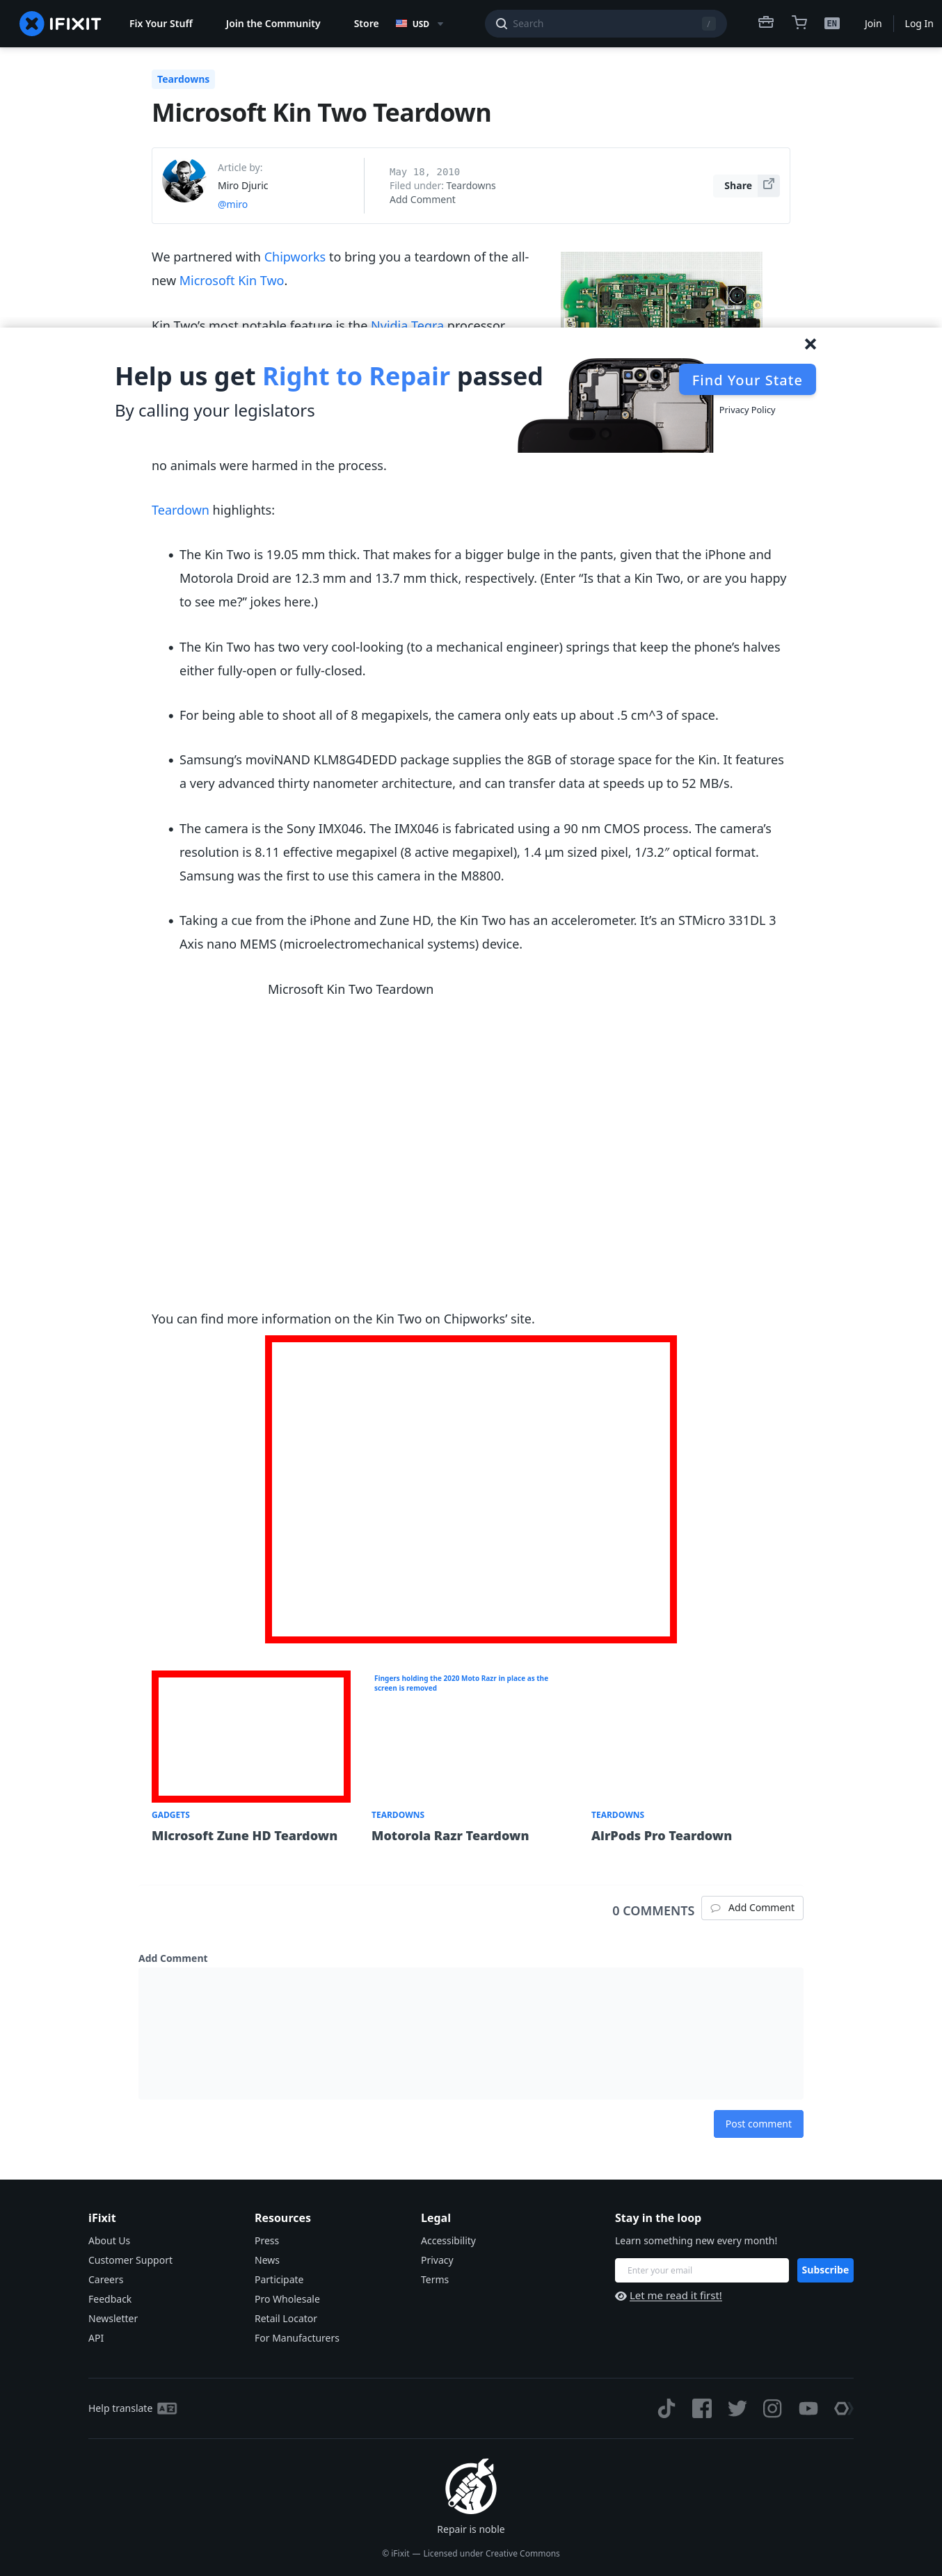 IFIXIT
Fix Your Stuff
Join the Community
Store
USD
Search
/
EN
Join
Log In
Teardowns
Microsoft Kin Two Teardown
Article by:
Miro Djuric
@miro
May 18, 2010
Filed under: Teardowns
Add Comment
Share
We partnered with Chipworks to bring you a teardown of the all-
new Microsoft Kin Two.
Kin Two's most notable feature is the Nvidia Tegra processor
Help us get Right to Repair passed
By calling your legislators
Find Your State
Privacy Policy
no animals were harmed in the process.
Teardown highlights:
The Kin Two is 19.05 mm thick. That makes for a bigger bulge in the pants, given that the iPhone and
Motorola Droid are 12.3 mm and 13.7 mm thick, respectively. (Enter “Is that a Kin Two, or are you happy
to see me?” jokes here.)
The Kin Two has two very cool-looking (to a mechanical engineer) springs that keep the phone’s halves
either fully-open or fully-closed.
For being able to shoot all of 8 megapixels, the camera only eats up about .5 cm^3 of space.
Samsung’s moviNAND KLM8G4DEDD package supplies the 8GB of storage space for the Kin. It features
a very advanced thirty nanometer architecture, and can transfer data at speeds up to 52 MB/s.
The camera is the Sony IMX046. The IMX046 is fabricated using a 90 nm CMOS process. The camera’s
resolution is 8.11 effective megapixel (8 active megapixel), 1.4 µm sized pixel, 1/3.2″ optical format.
Samsung was the first to use this camera in the M8800.
Taking a cue from the iPhone and Zune HD, the Kin Two has an accelerometer. It’s an STMicro 331DL 3
Axis nano MEMS (microelectromechanical systems) device.
Microsoft Kin Two Teardown
You can find more information on the Kin Two on Chipworks’ site.
Fingers holding the 2020 Moto Razr in place as the
screen is removed
GADGETS
Microsoft Zune HD Teardown
TEARDOWNS
Motorola Razr Teardown
TEARDOWNS
AirPods Pro Teardown
0 COMMENTS
Add Comment
Add Comment
Post comment
iFixit
About Us
Customer Support
Careers
Feedback
Newsletter
API
Resources
Press
News
Participate
Pro Wholesale
Retail Locator
For Manufacturers
Legal
Accessibility
Privacy
Terms
Stay in the loop
Learn something new every month!
Enter your email
Subscribe
Let me read it first!
Help translate
Repair is noble
© iFixit — Licensed under Creative Commons